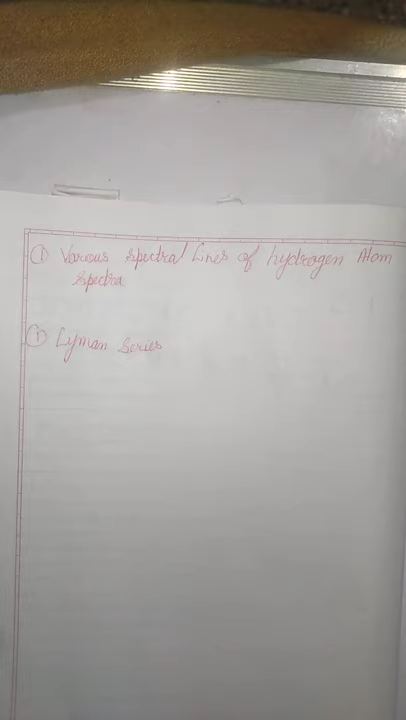 ① Various Spectral Lines of hydrogen Atom
Spectra
① Lyman Series